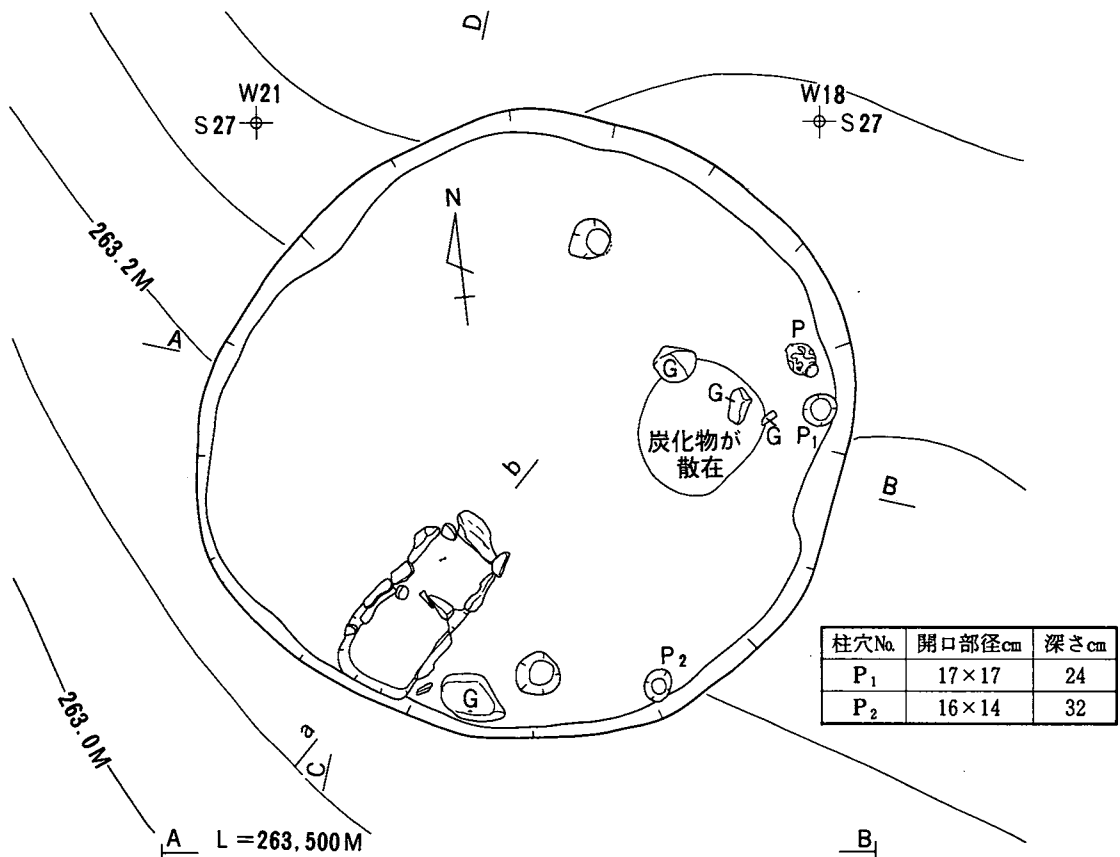 D
W21
S27
W18
S27
N
263.2M
A
P
G
G
G
P₁
炭化物が
散在
b
B
P₂
G
柱穴No. 開口部径cm 深さcm
P₁ 17×17 24
P₂ 16×14 32
263.0M
a
C
A L=263,500M B